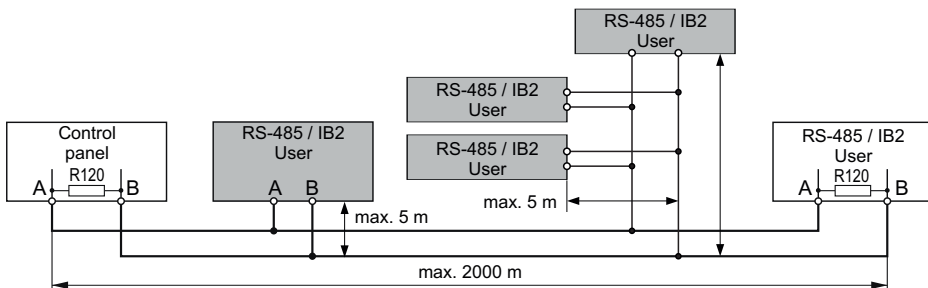 RS-485 / IB2
User
RS-485 / IB2
User
Control
panel
R120
A
B
RS-485 / IB2
User
A
B
RS-485 / IB2
User
RS-485 / IB2
User
R120
A
B
max. 5 m
max. 5 m
max. 2000 m